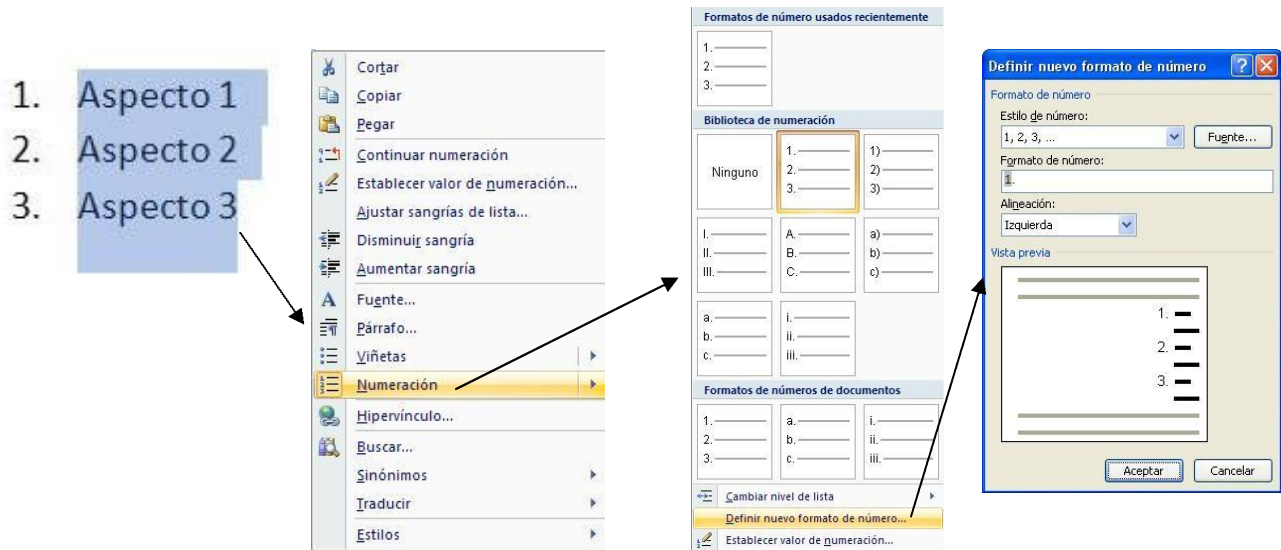 1. Aspecto 1
2. Aspecto 2
3. Aspecto 3
Cortar
Copiar
Pegar
Continuar numeración
Establecer valor de numeración...
Ajustar sangrías de lista...
Disminuir sangría
Aumentar sangría
Fuente...
Párrafo...
Viñetas
Numeración
Hipervínculo...
Buscar...
Sinónimos
Traducir
Estilos
Formatos de número usados recientemente
1.
2.
3.
Biblioteca de numeración
Ninguno
1.
2.
3.
1)
2)
3)
I.
II.
III.
A.
B.
C.
a)
b)
c)
a.
b.
c.
i.
ii.
iii.
Formatos de números de documentos
1.
2.
3.
a.
b.
c.
i.
ii.
iii.
Cambiar nivel de lista
Definir nuevo formato de número...
Establecer valor de numeración...
Definir nuevo formato de número
Formato de número
Estilo de número:
1, 2, 3, ...
Fuente...
Formato de número:
1.
Alineación:
Izquierda
Vista previa
1.
2.
3.
Aceptar
Cancelar